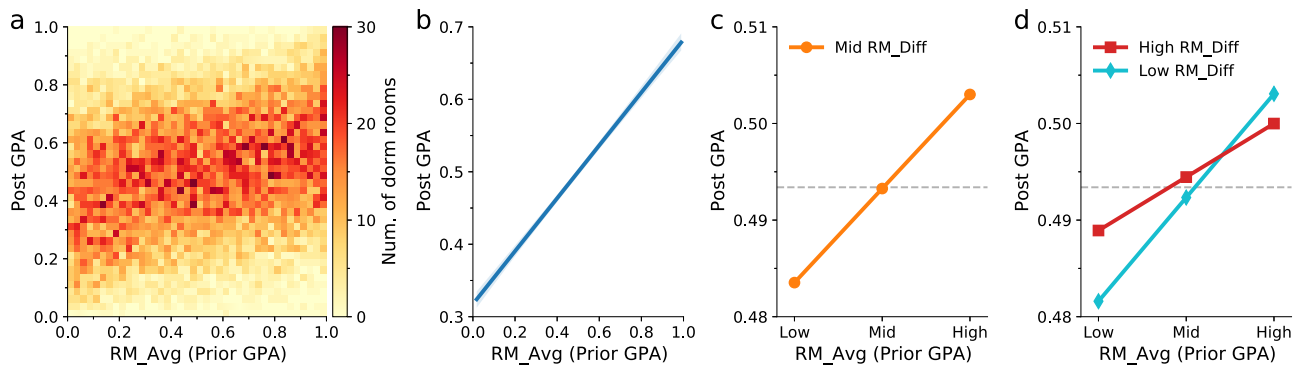 a
1.0
0.8
0.6
0.4
0.2
0.0
Post GPA
0.0 0.2 0.4 0.6 0.8 1.0
RM_Avg (Prior GPA)
30
20
10
0
Num. of dorm rooms
b
0.7
0.6
0.5
0.4
0.3
Post GPA
0.0 0.2 0.4 0.6 0.8 1.0
RM_Avg (Prior GPA)
c
0.51
0.50
0.49
0.48
Post GPA
Mid RM_Diff
Low Mid High
RM_Avg (Prior GPA)
d
0.51
0.50
0.49
0.48
Post GPA
High RM_Diff
Low RM_Diff
Low Mid High
RM_Avg (Prior GPA)